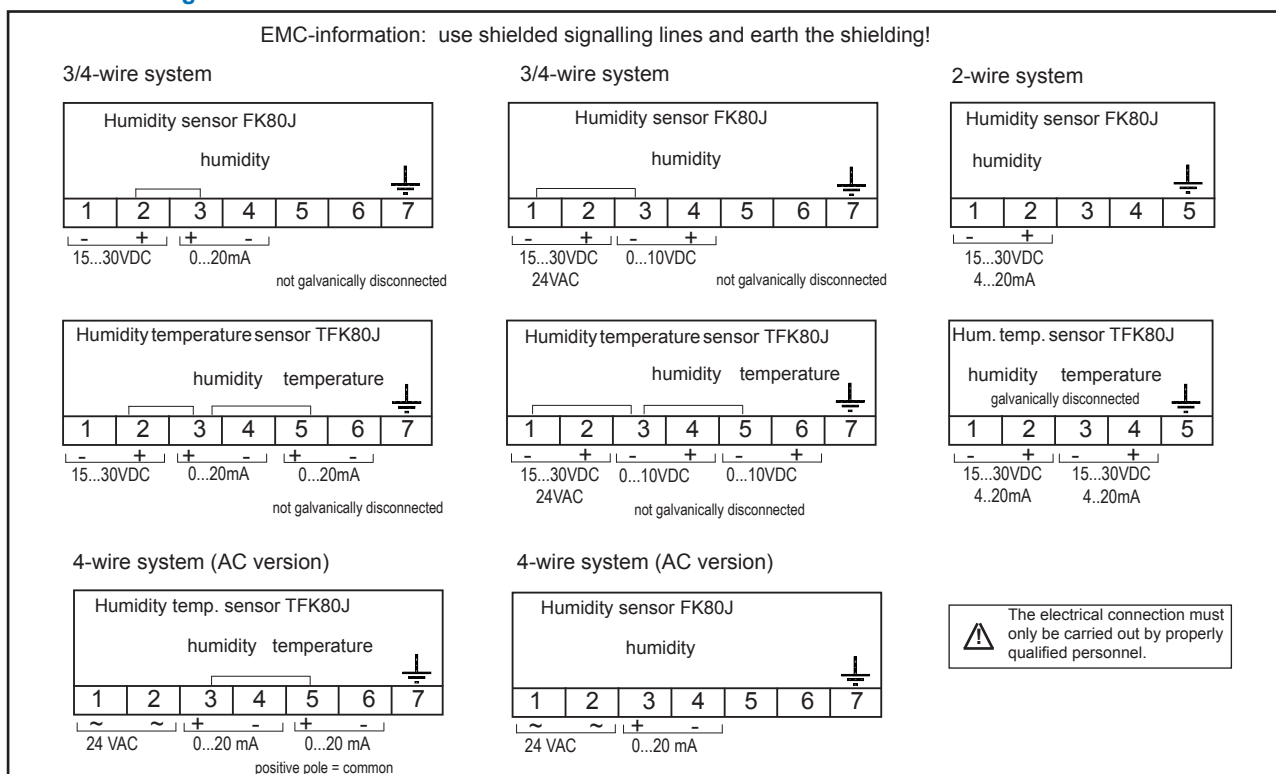 EMC-information: use shielded signalling lines and earth the shielding!
3/4-wire system
Humidity sensor FK80J
humidity
1 2 3 4 5 6 7
- + + -
15...30VDC 0...20mA
not galvanically disconnected
3/4-wire system
Humidity sensor FK80J
humidity
1 2 3 4 5 6 7
- + - +
15...30VDC 0...10VDC
24VAC not galvanically disconnected
2-wire system
Humidity sensor FK80J
humidity
1 2 3 4 5
- +
15...30VDC
4...20mA
Humidity temperature sensor TFK80J
humidity temperature
1 2 3 4 5 6 7
- + + - + -
15...30VDC 0...20mA 0...20mA
not galvanically disconnected
Humidity temperature sensor TFK80J
humidity temperature
1 2 3 4 5 6 7
- + - + - +
15...30VDC 0...10VDC 0...10VDC
24VAC
not galvanically disconnected
Hum. temp. sensor TFK80J
humidity temperature
galvanically disconnected
1 2 3 4 5
- + - +
15...30VDC 15...30VDC
4..20mA 4..20mA
4-wire system (AC version)
Humidity temp. sensor TFK80J
humidity temperature
1 2 3 4 5 6 7
~ ~ + - + -
24 VAC 0...20 mA 0...20 mA
positive pole = common
4-wire system (AC version)
Humidity sensor FK80J
humidity
1 2 3 4 5 6 7
~ ~ + -
24 VAC 0...20 mA
The electrical connection must
only be carried out by properly
qualified personnel.